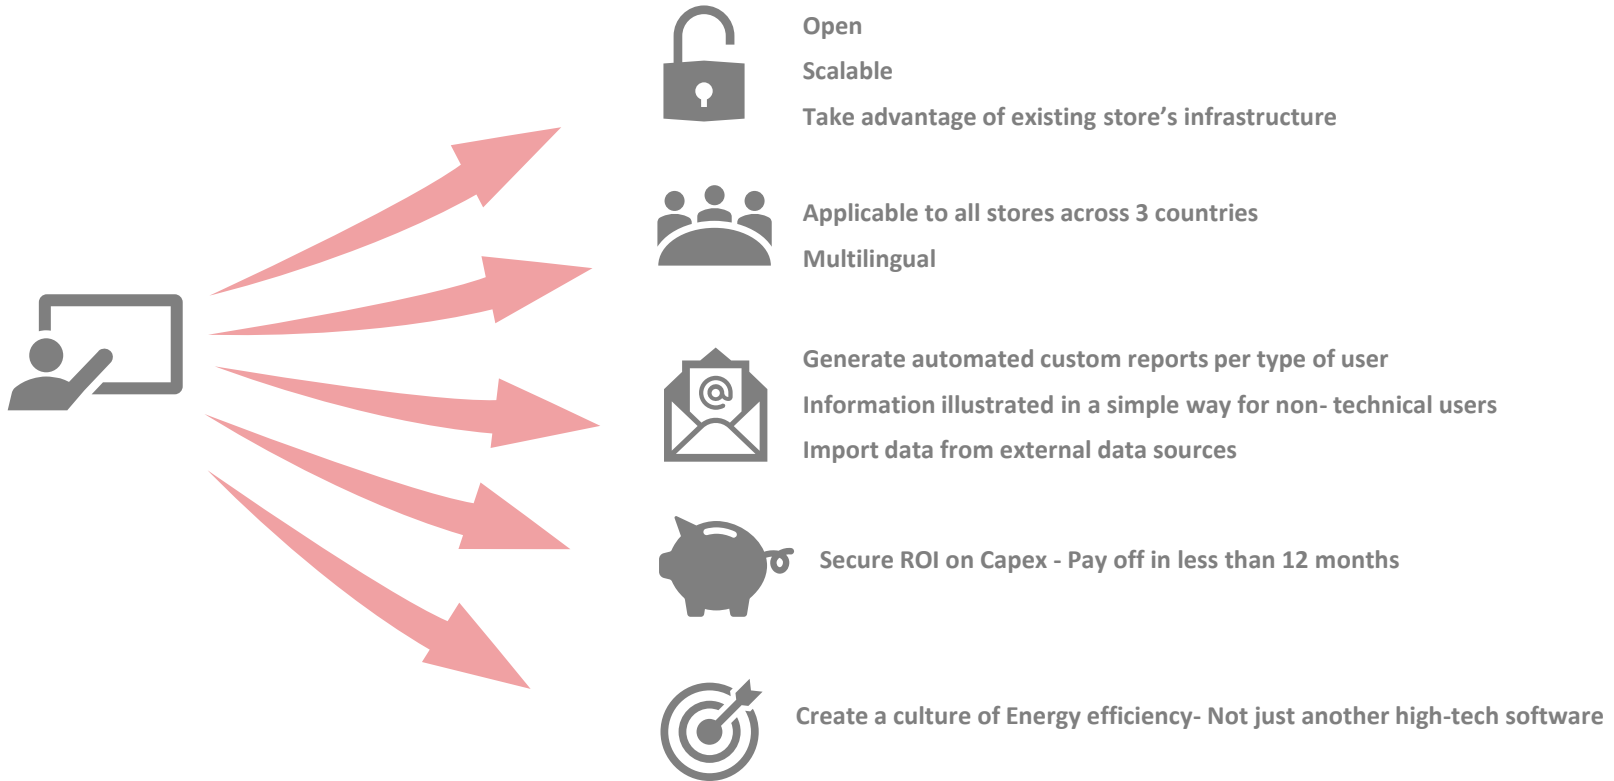 Open
Scalable
Take advantage of existing store’s infrastructure
Applicable to all stores across 3 countries
Multilingual
Generate automated custom reports per type of user
Information illustrated in a simple way for non- technical users
Import data from external data sources
Secure ROI on Capex - Pay off in less than 12 months
Create a culture of Energy efficiency- Not just another high-tech software